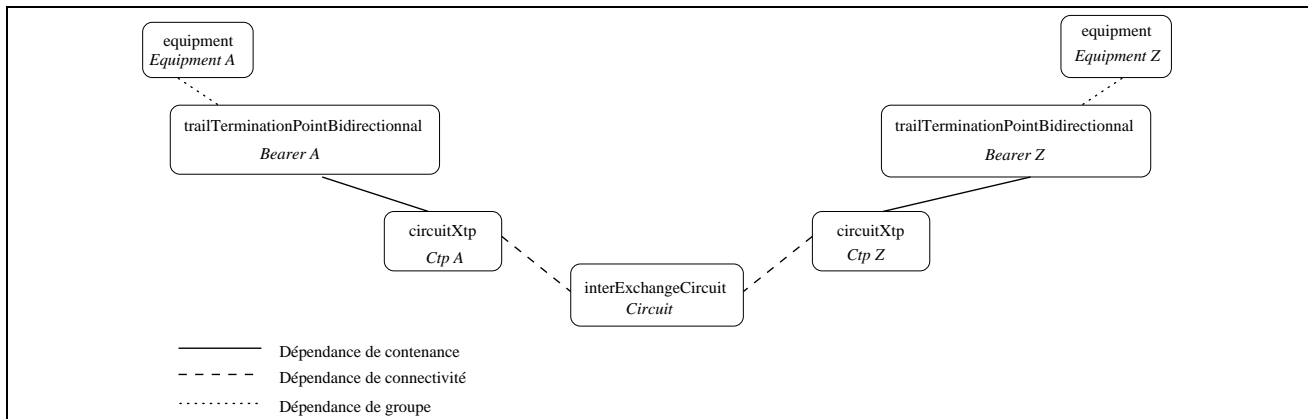 equipment
Equipment A
equipment
Equipment Z
trailTerminationPointBidirectionnal
Bearer A
trailTerminationPointBidirectionnal
Bearer Z
circuitXtp
Ctp A
circuitXtp
Ctp Z
interExchangeCircuit
Circuit
Dépendance de contenance
Dépendance de connectivité
Dépendance de groupe